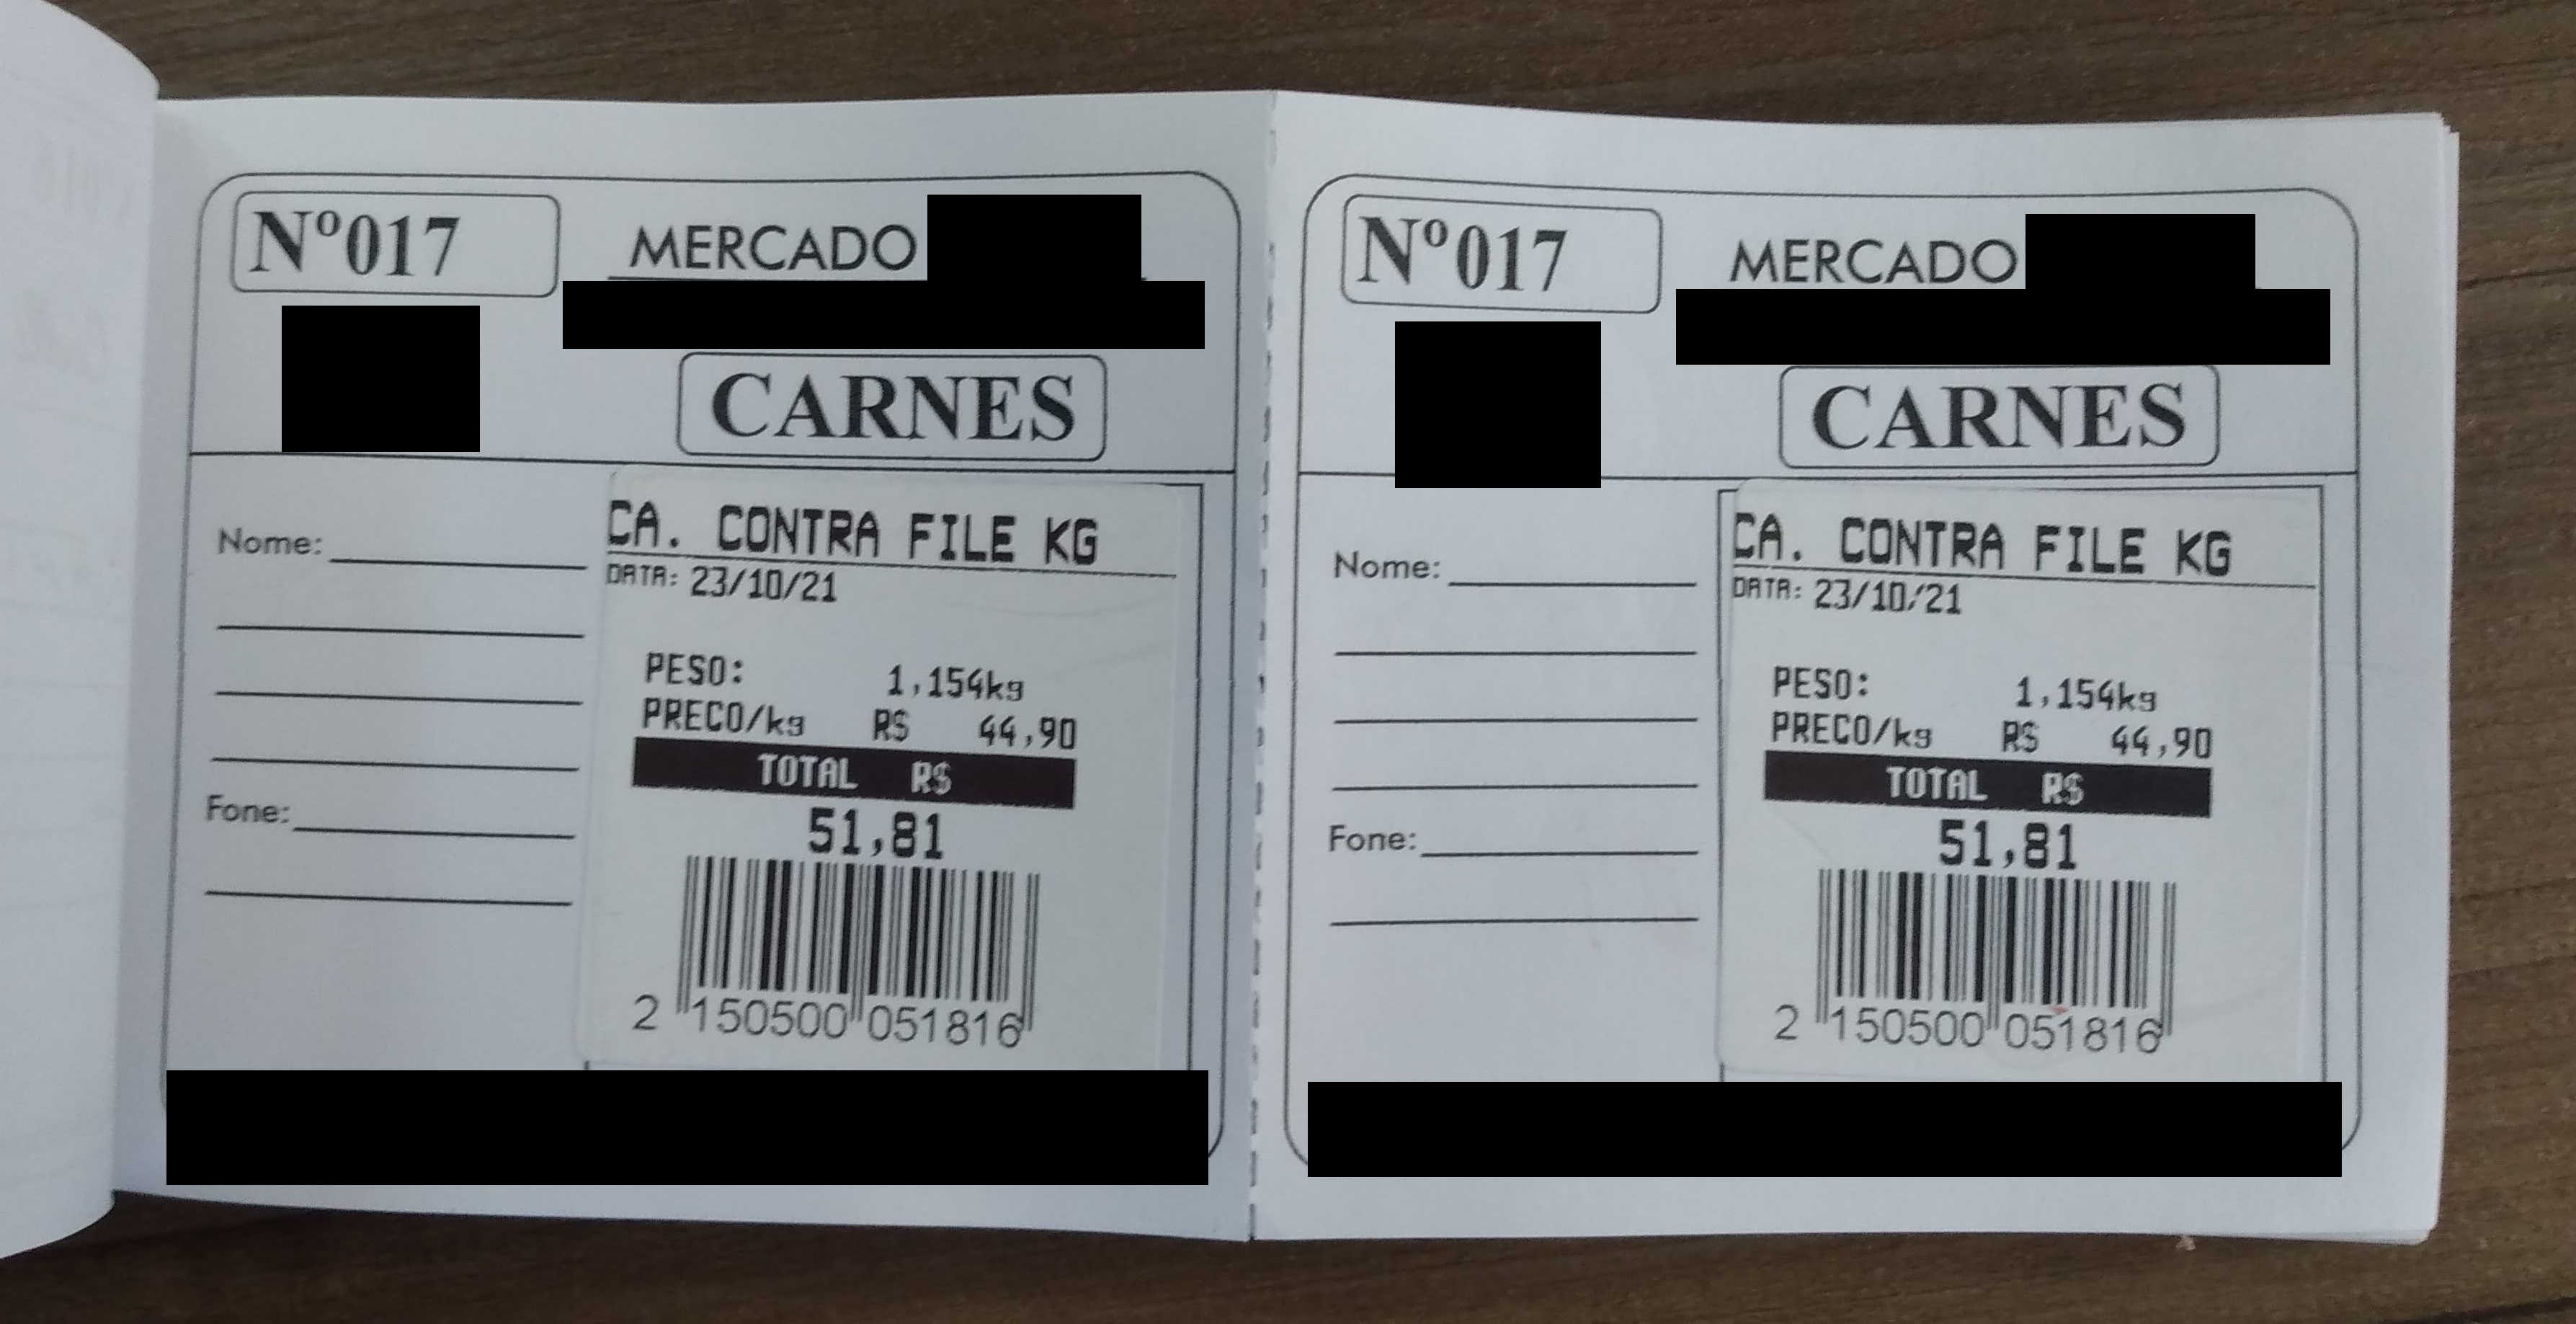 Nº017
MERCADO
CARNES
Nome:
Fone:
CA. CONTRA FILE KG
DATA: 23/10/21
PESO: 1,154kg
PRECO/kg R$ 44,90
TOTAL R$
51,81
2 150500 051816
Nº017
MERCADO
CARNES
Nome:
Fone:
CA. CONTRA FILE KG
DATA: 23/10/21
PESO: 1,154kg
PRECO/kg R$ 44,90
TOTAL R$
51,81
2 150500 051816